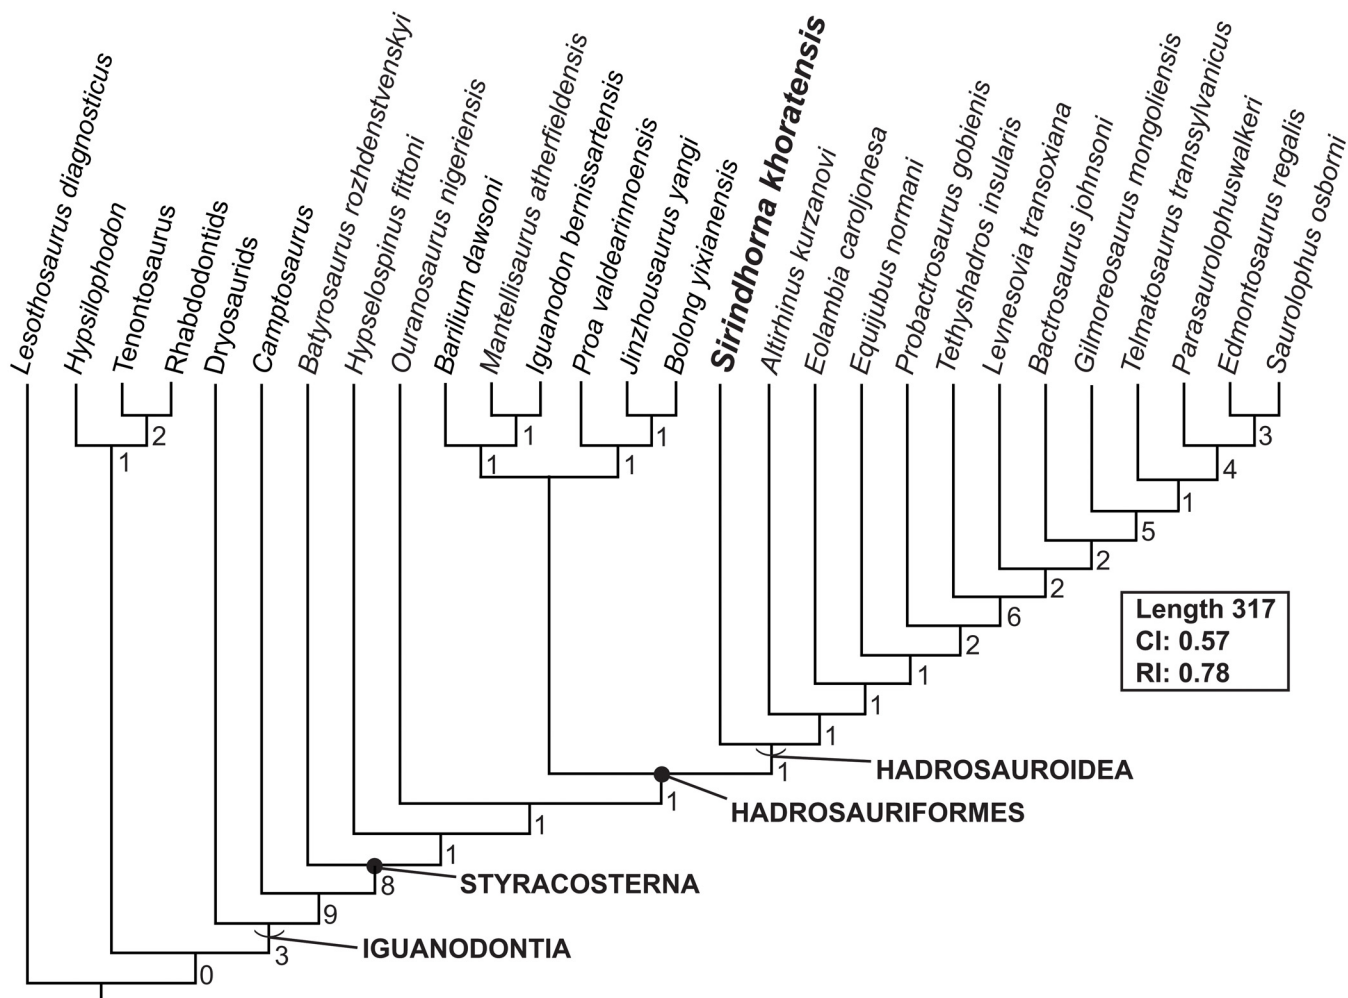 Lesothosaurus diagnosticus
Hypsilophodon
Tenontosaurus
Rhabdodontids
Dryosaurids
Camptosaurus
Batyrosaurus rozhdenstvenskyi
Hypselospinus fittoni
Ouranosaurus nigeriensis
Barilium dawsoni
Mantellisaurus atherfieldensis
Iguanodon bernissartensis
Proa valdearinnoensis
Jinzhousaurus yangi
Bolong yixianensis
Sirindhorna khoratensis
Altirhinus kurzanovi
Eolambia caroljonesa
Equijubus normani
Probactrosaurus gobienis
Tethyshadros insularis
Levnesovia transoxiana
Bactrosaurus johnsoni
Gilmoreosaurus mongoliensis
Telmatosaurus transsylvanicus
Parasaurolophuswalkeri
Edmontosaurus regalis
Saurolophus osborni
2
1
1
1
1
1
3
4
1
5
2
2
6
2
1
1
1
Length 317
CI: 0.57
RI: 0.78
1
HADROSAUROIDEA
1
HADROSAURIFORMES
1
1
8
STYRACOSTERNA
9
3
IGUANODONTIA
0